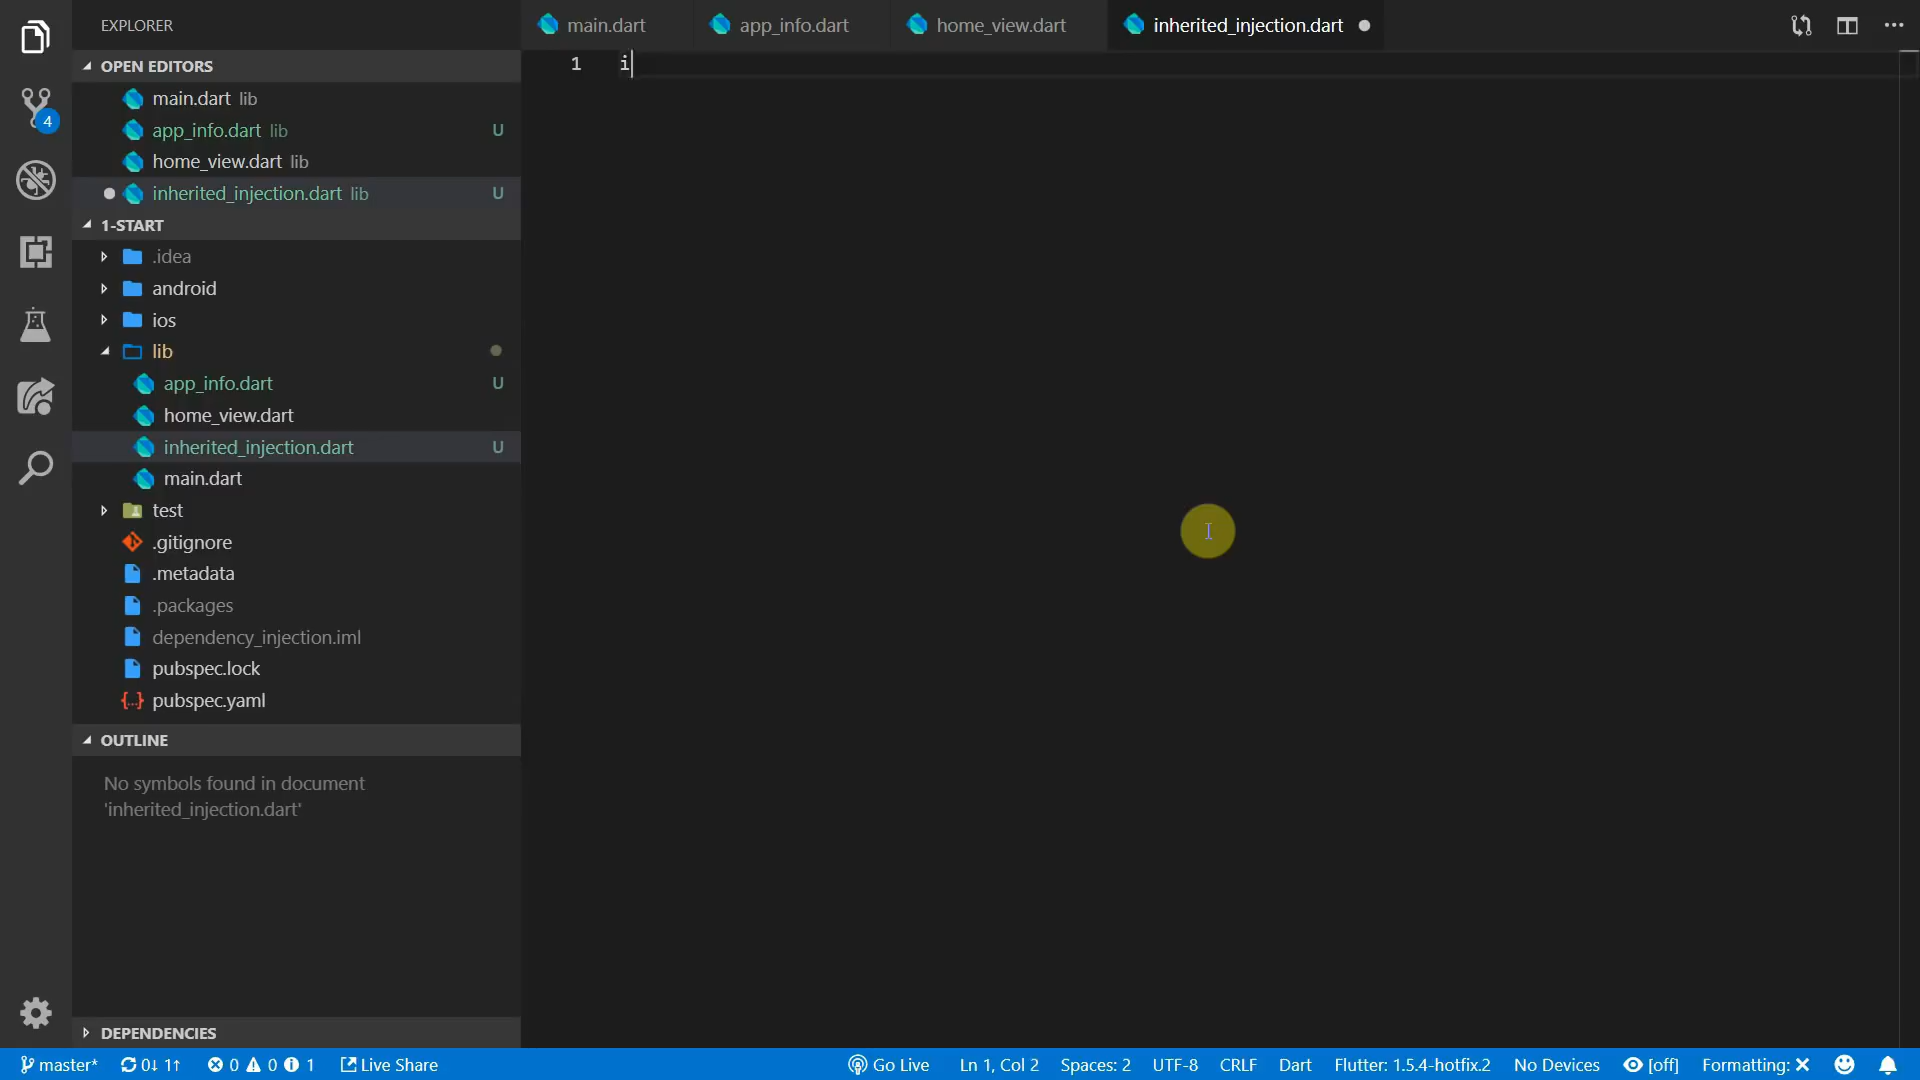 EXPLORER
main.dart
app_info.dart
home_view.dart
inherited_injection.dart
OPEN EDITORS
main.dart lib
app_info.dart lib U
home_view.dart lib
inherited_injection.dart lib U
4
1-START
.idea
android
ios
lib
app_info.dart U
home_view.dart
inherited_injection.dart U
main.dart
test
.gitignore
.metadata
.packages
dependency_injection.iml
pubspec.lock
{...} pubspec.yaml
OUTLINE
No symbols found in document
'inherited_injection.dart'
DEPENDENCIES
1 i
master* 0↓ 1↑ 0 0 1 Live Share Go Live Ln 1, Col 2 Spaces: 2 UTF-8 CRLF Dart Flutter: 1.5.4-hotfix.2 No Devices [off] Formatting: ✕